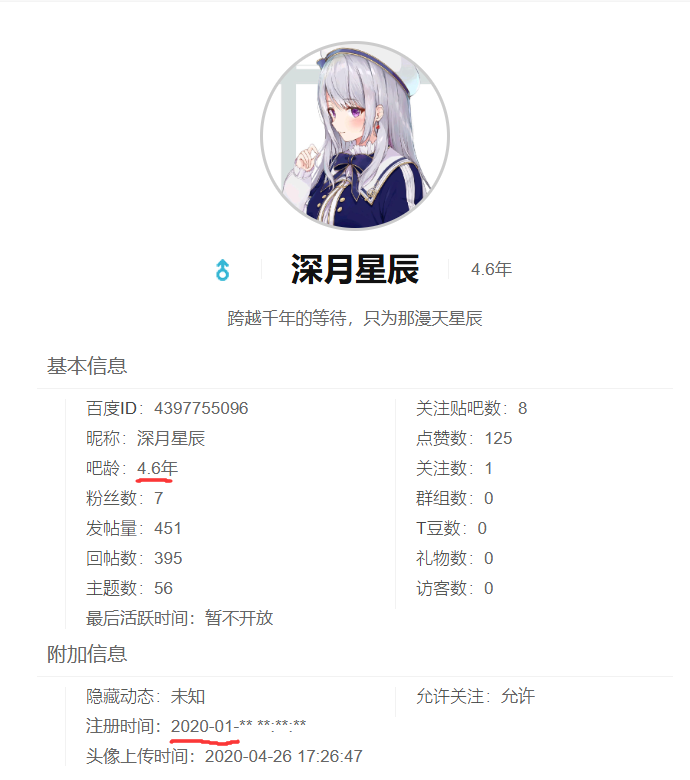 深月星辰 4.6年
跨越千年的等待，只为那漫天星辰
基本信息
百度ID：4397755096 关注贴吧数：8
昵称：深月星辰 点赞数：125
吧龄：4.6年 关注数：1
粉丝数：7 群组数：0
发帖量：451 T豆数：0
回帖数：395 礼物数：0
主题数：56 访客数：0
最后活跃时间：暂不开放
附加信息
隐藏动态：未知 允许关注：允许
注册时间：2020-01-** **:**:**
头像上传时间：2020-04-26 17:26:47